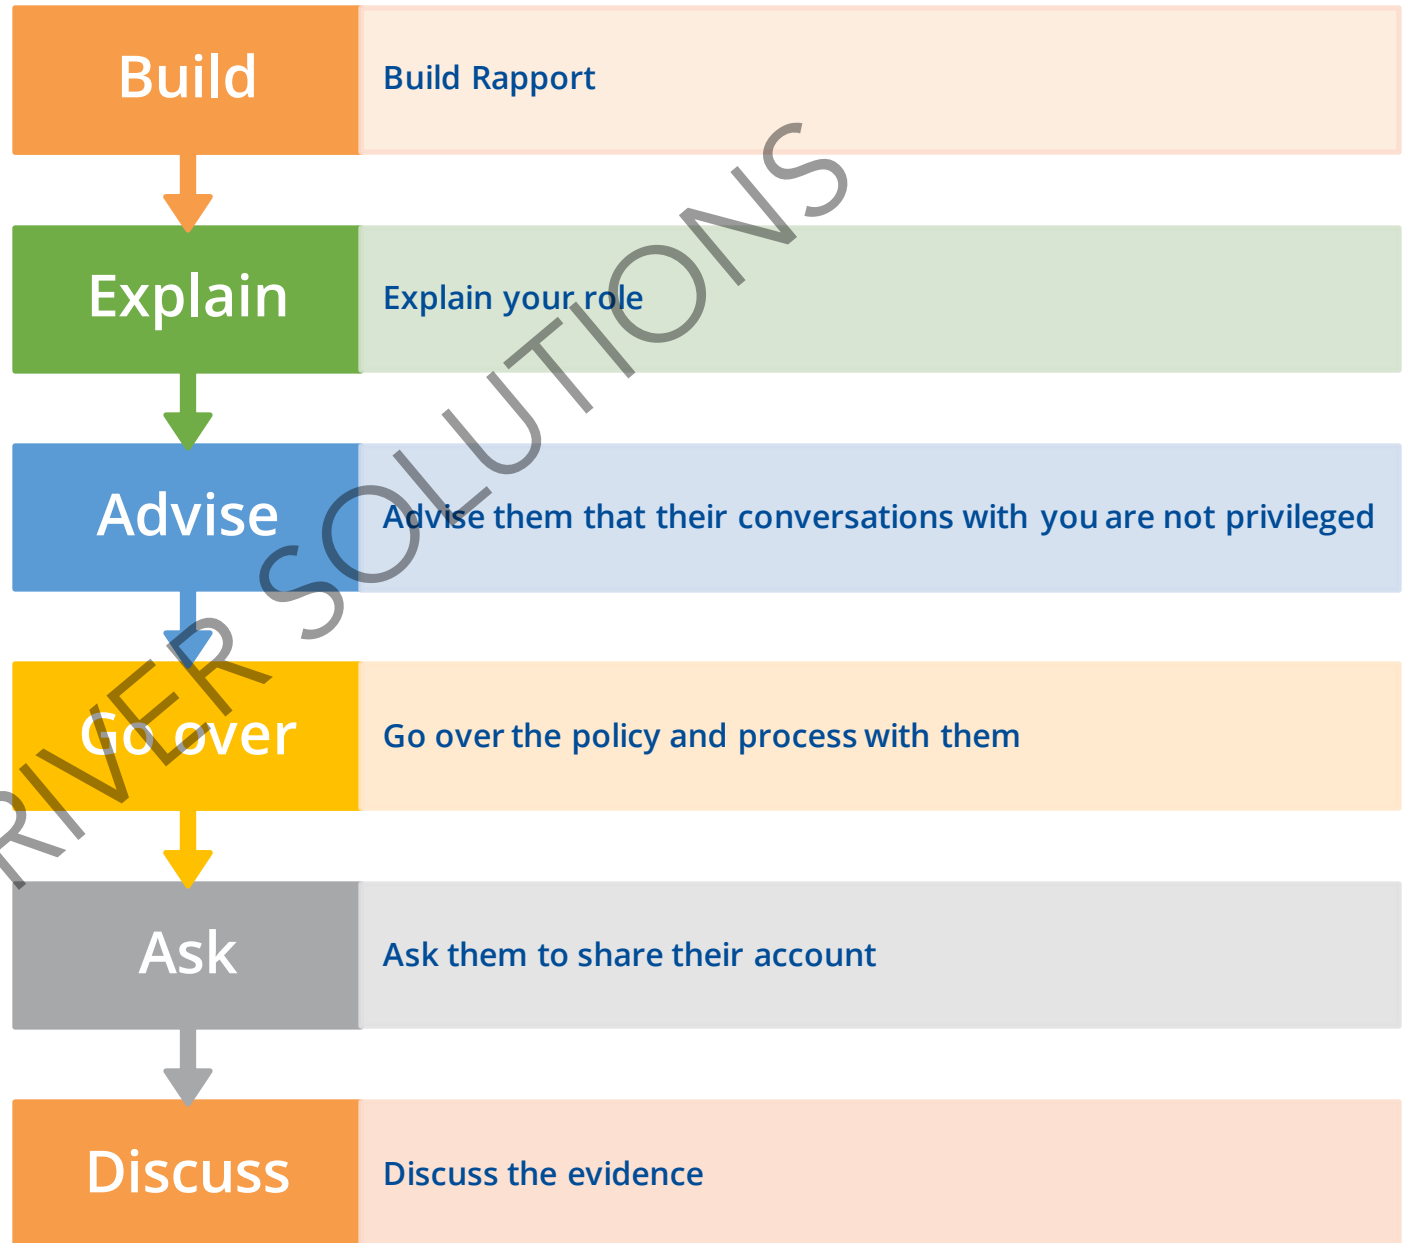 Build
Build Rapport
Explain
Explain your role
Advise
Advise them that their conversations with you are not privileged
Go over
Go over the policy and process with them
Ask
Ask them to share their account
Discuss
Discuss the evidence
RIVER SOLUTIONS